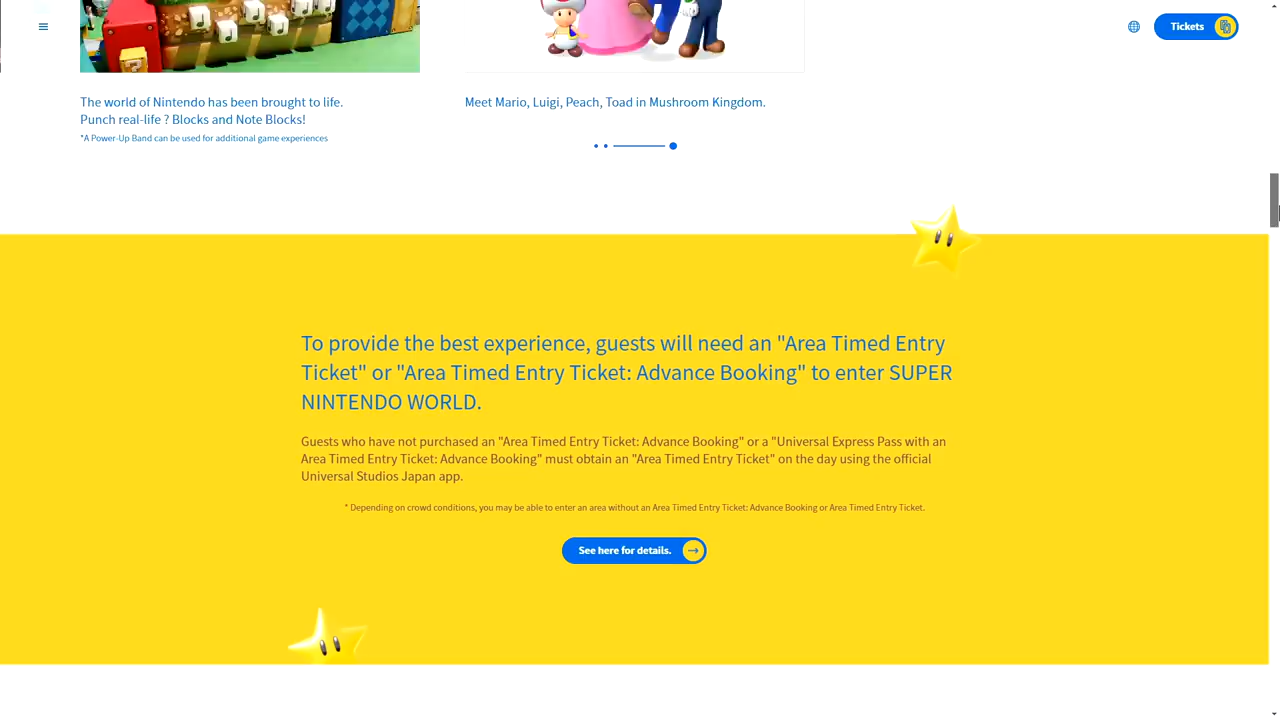 Tickets
The world of Nintendo has been brought to life.
Punch real-life ? Blocks and Note Blocks!
*A Power-Up Band can be used for additional game experiences
Meet Mario, Luigi, Peach, Toad in Mushroom Kingdom.
To provide the best experience, guests will need an "Area Timed Entry
Ticket" or "Area Timed Entry Ticket: Advance Booking" to enter SUPER
NINTENDO WORLD.
Guests who have not purchased an "Area Timed Entry Ticket: Advance Booking" or a "Universal Express Pass with an
Area Timed Entry Ticket: Advance Booking" must obtain an "Area Timed Entry Ticket" on the day using the official
Universal Studios Japan app.
* Depending on crowd conditions, you may be able to enter an area without an Area Timed Entry Ticket: Advance Booking or Area Timed Entry Ticket.
See here for details.